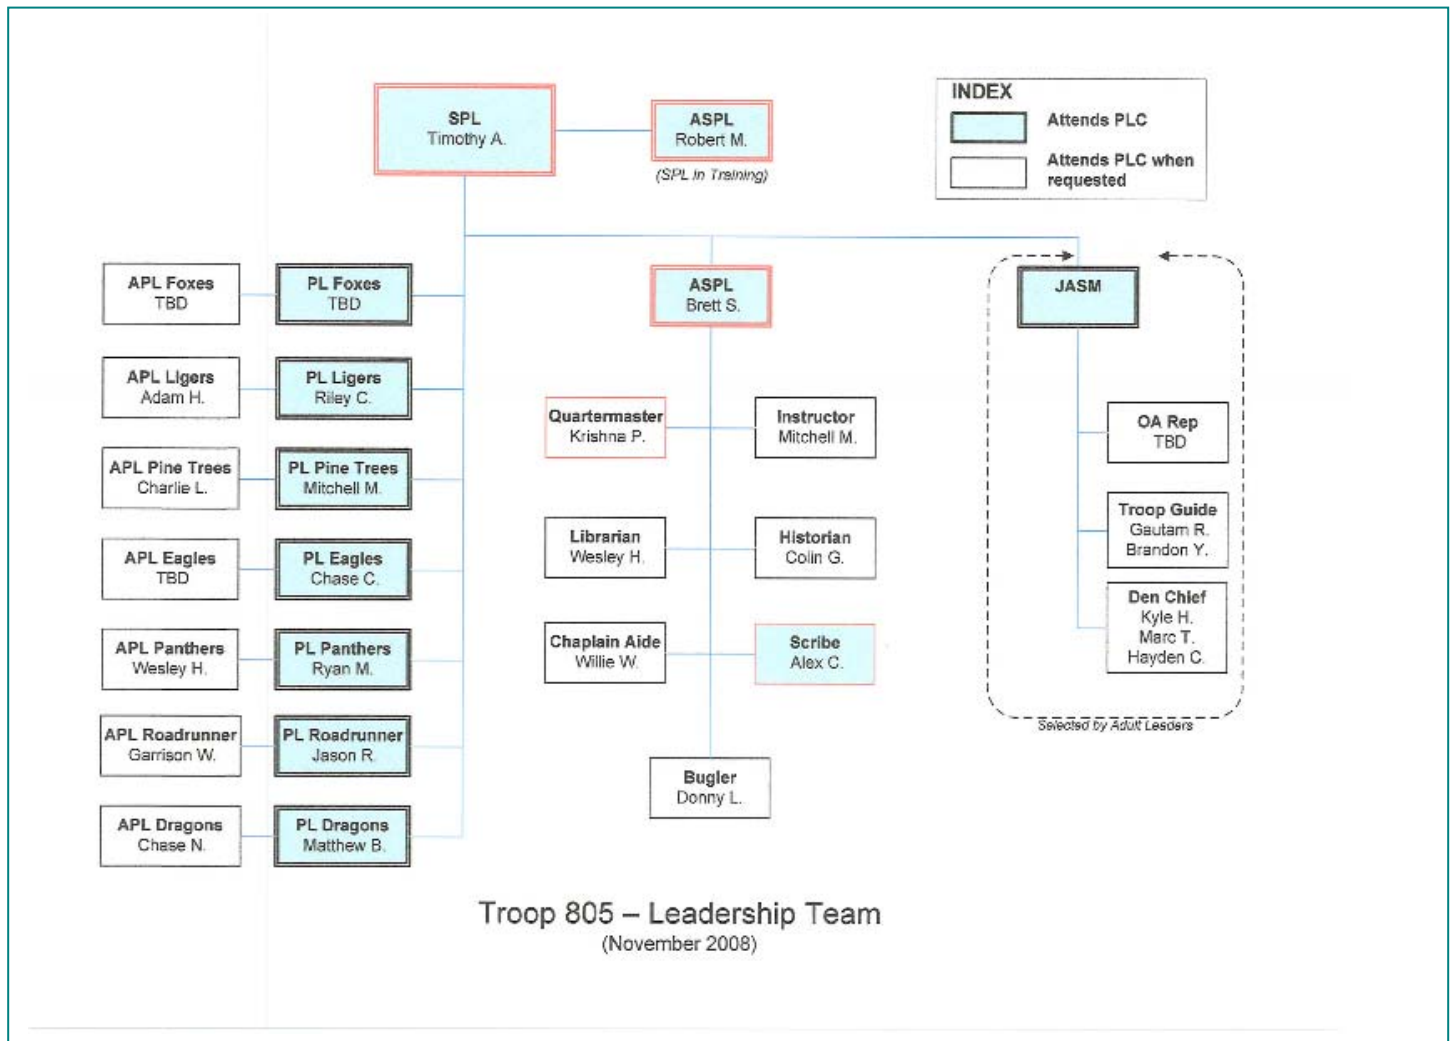 SPL
Timothy A.
ASPL
Robert M.
(SPL in Training)
INDEX
Attends PLC
Attends PLC when
requested
APL Foxes
TBD
PL Foxes
TBD
APL Ligers
Adam H.
PL Ligers
Riley C.
APL Pine Trees
Charlie L.
PL Pine Trees
Mitchell M.
APL Eagles
TBD
PL Eagles
Chase C.
APL Panthers
Wesley H.
PL Panthers
Ryan M.
APL Roadrunner
Garrison W.
PL Roadrunner
Jason R.
APL Dragons
Chase N.
PL Dragons
Matthew B.
ASPL
Brett S.
Quartermaster
Krishna P.
Instructor
Mitchell M.
Librarian
Wesley H.
Historian
Colin G.
Chaplain Aide
Willie W.
Scribe
Alex C.
Bugler
Donny L.
JASM
OA Rep
TBD
Troop Guide
Gautam R.
Brandon Y.
Den Chief
Kyle H.
Marc T.
Hayden C.
Selected by Adult Leaders
Troop 805 – Leadership Team
(November 2008)